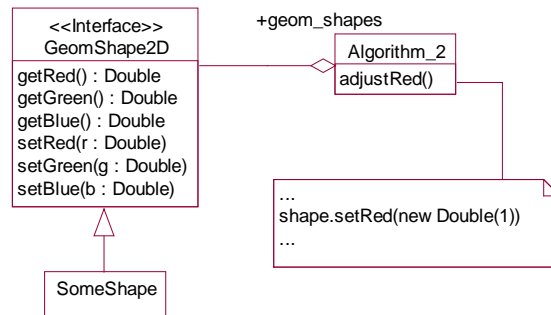 <<Interface>>
GeomShape2D
getRed() : Double
getGreen() : Double
getBlue() : Double
setRed(r : Double)
setGreen(g : Double)
setBlue(b : Double)
SomeShape
+geom_shapes
Algorithm_2
adjustRed()
...
shape.setRed(new Double(1))
...